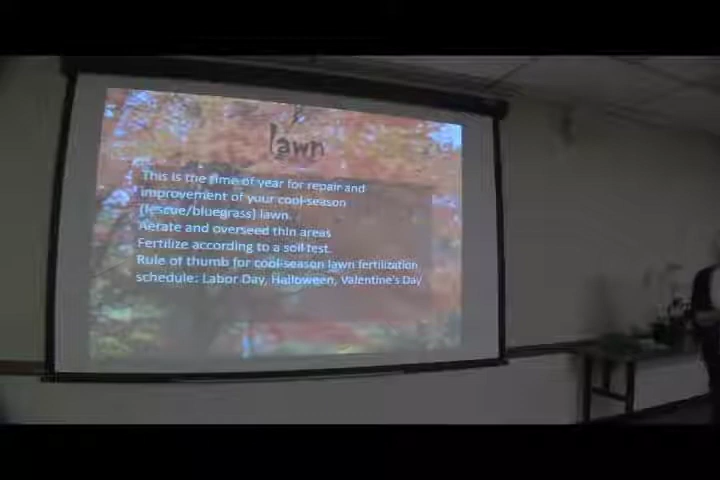 lawn
This is the time of year for repair and
improvement of your cool-season
(fescue/bluegrass) lawn.
Aerate and overseed thin areas
Fertilize according to a soil test.
Rule of thumb for cool-season lawn fertilization
schedule: Labor Day, Halloween, Valentine's Day